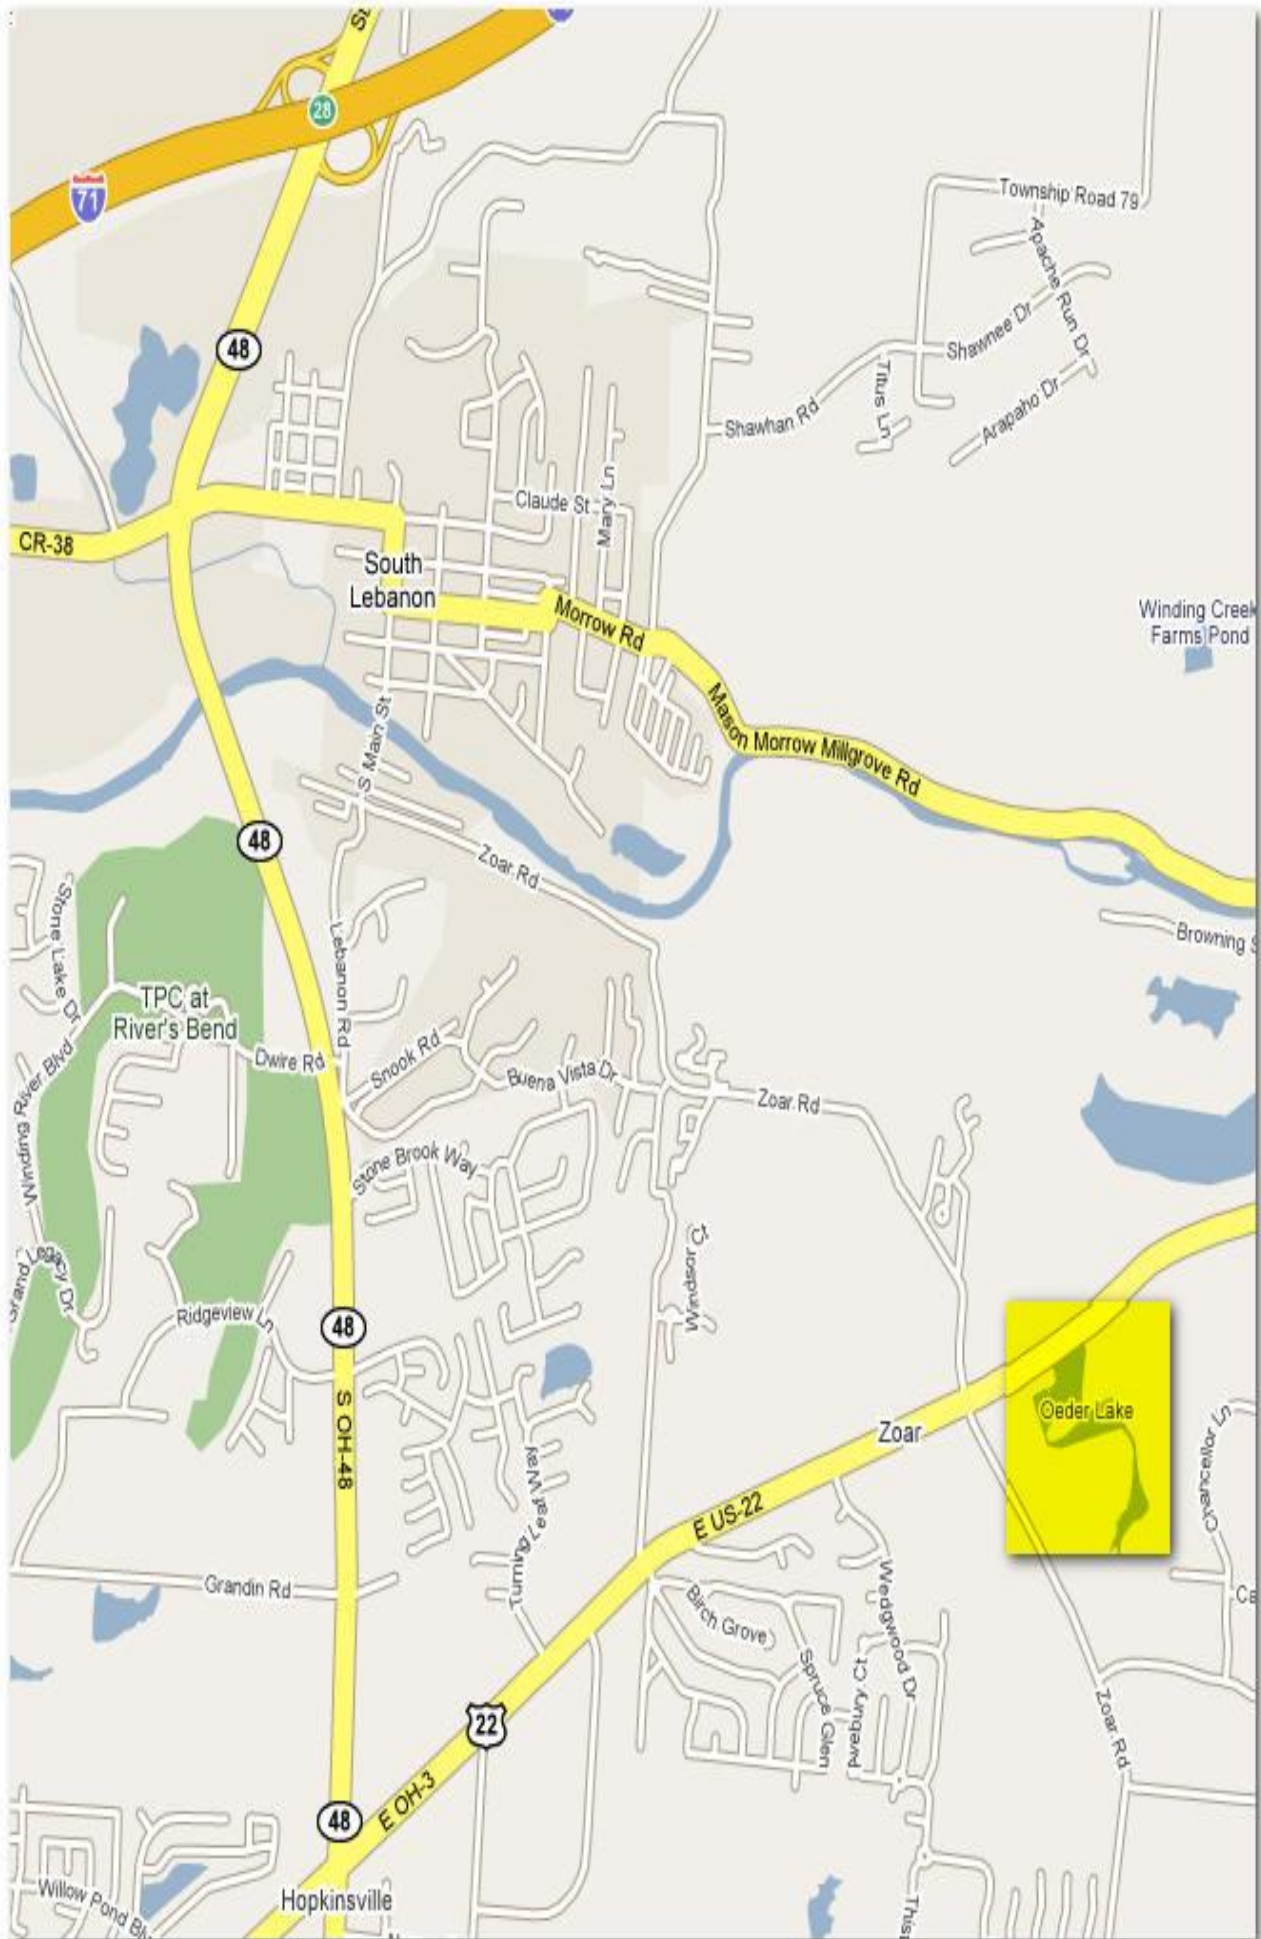 28
71
Township Road 79
Apache Run Dr
48
Shawnee Dr
Titus Ln
Arapaho Dr
Shawhan Rd
Mary Ln
Claude St
CR-38
South
Lebanon
Morrow Rd
Winding Creek
Farms Pond
Mason Morrow Millgrove Rd
S Main St
48
Zoar Rd
Stone Lake Dr
Lebanon Rd
Browning S
TPC at
River's Bend
Winding River Blvd
Dwire Rd
Snook Rd
Buena Vista Dr
Zoar Rd
Stone Brook Way
Windsor Ct
Grand Legacy Dr
Ridgeview Ln
48
S OH-48
Oeder Lake
Zoar
Chancellor Ln
Turning Leaf Way
E US-22
Grandin Rd
Wedgwood Dr
Birch Grove
Ca
Spruce Glen
Avebury Ct
Zoar Rd
22
E OH-3
48
Willow Pond Blv
Hopkinsville